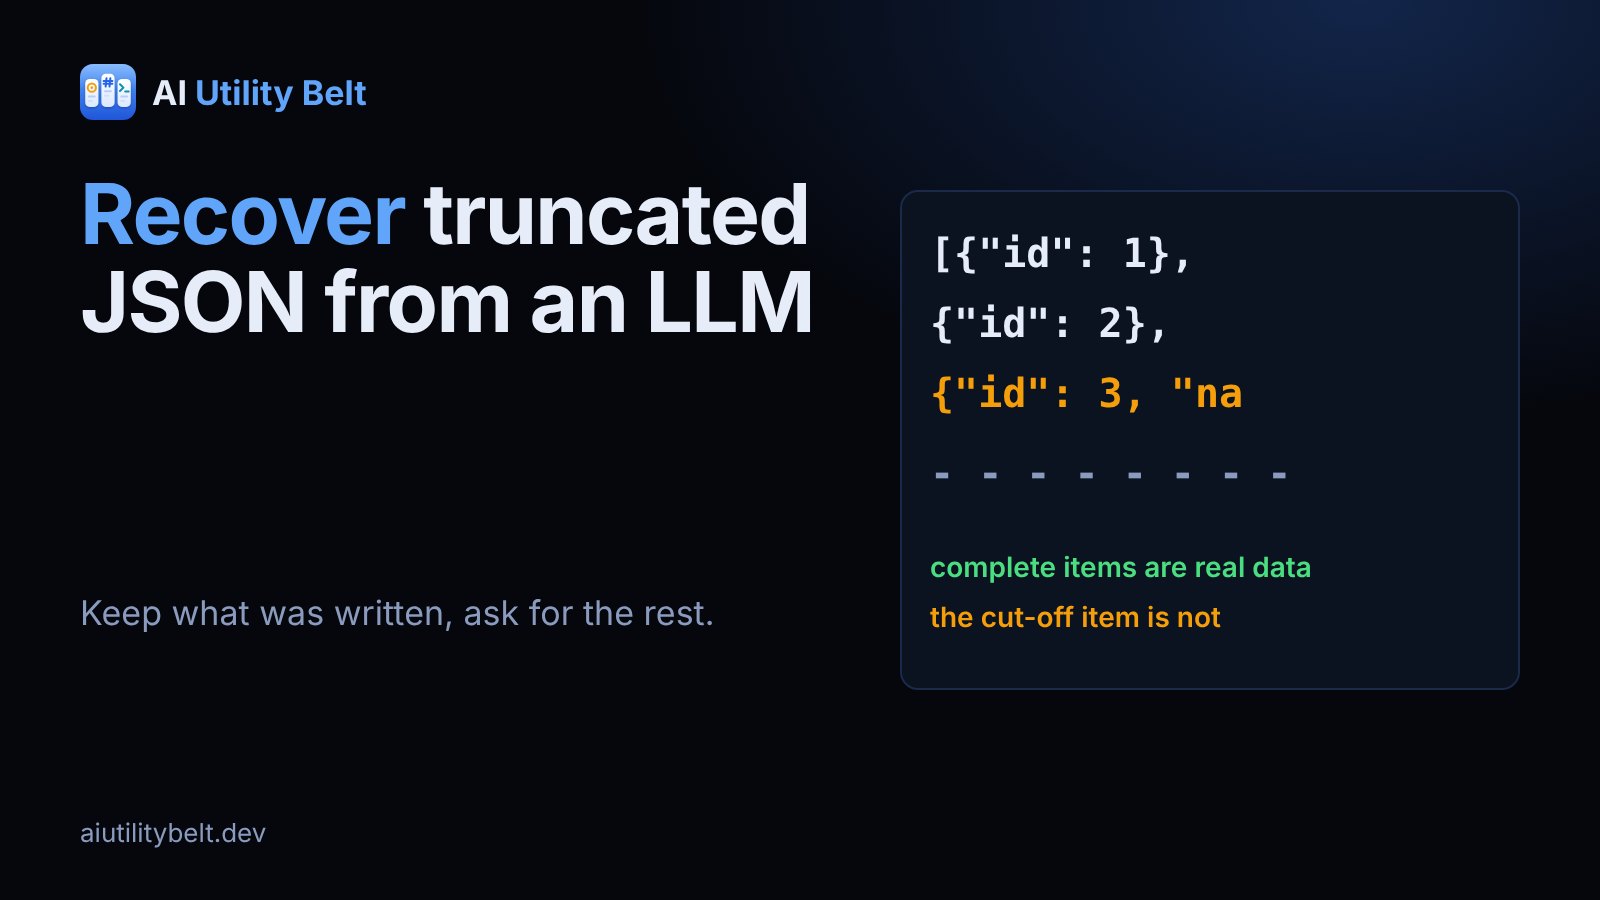 AI Utility Belt
Recover truncated
JSON from an LLM
Keep what was written, ask for the rest.
aiutilitybelt.dev
[{"id": 1},
{"id": 2},
{"id": 3, "na
- - - - - - - -
complete items are real data
the cut-off item is not